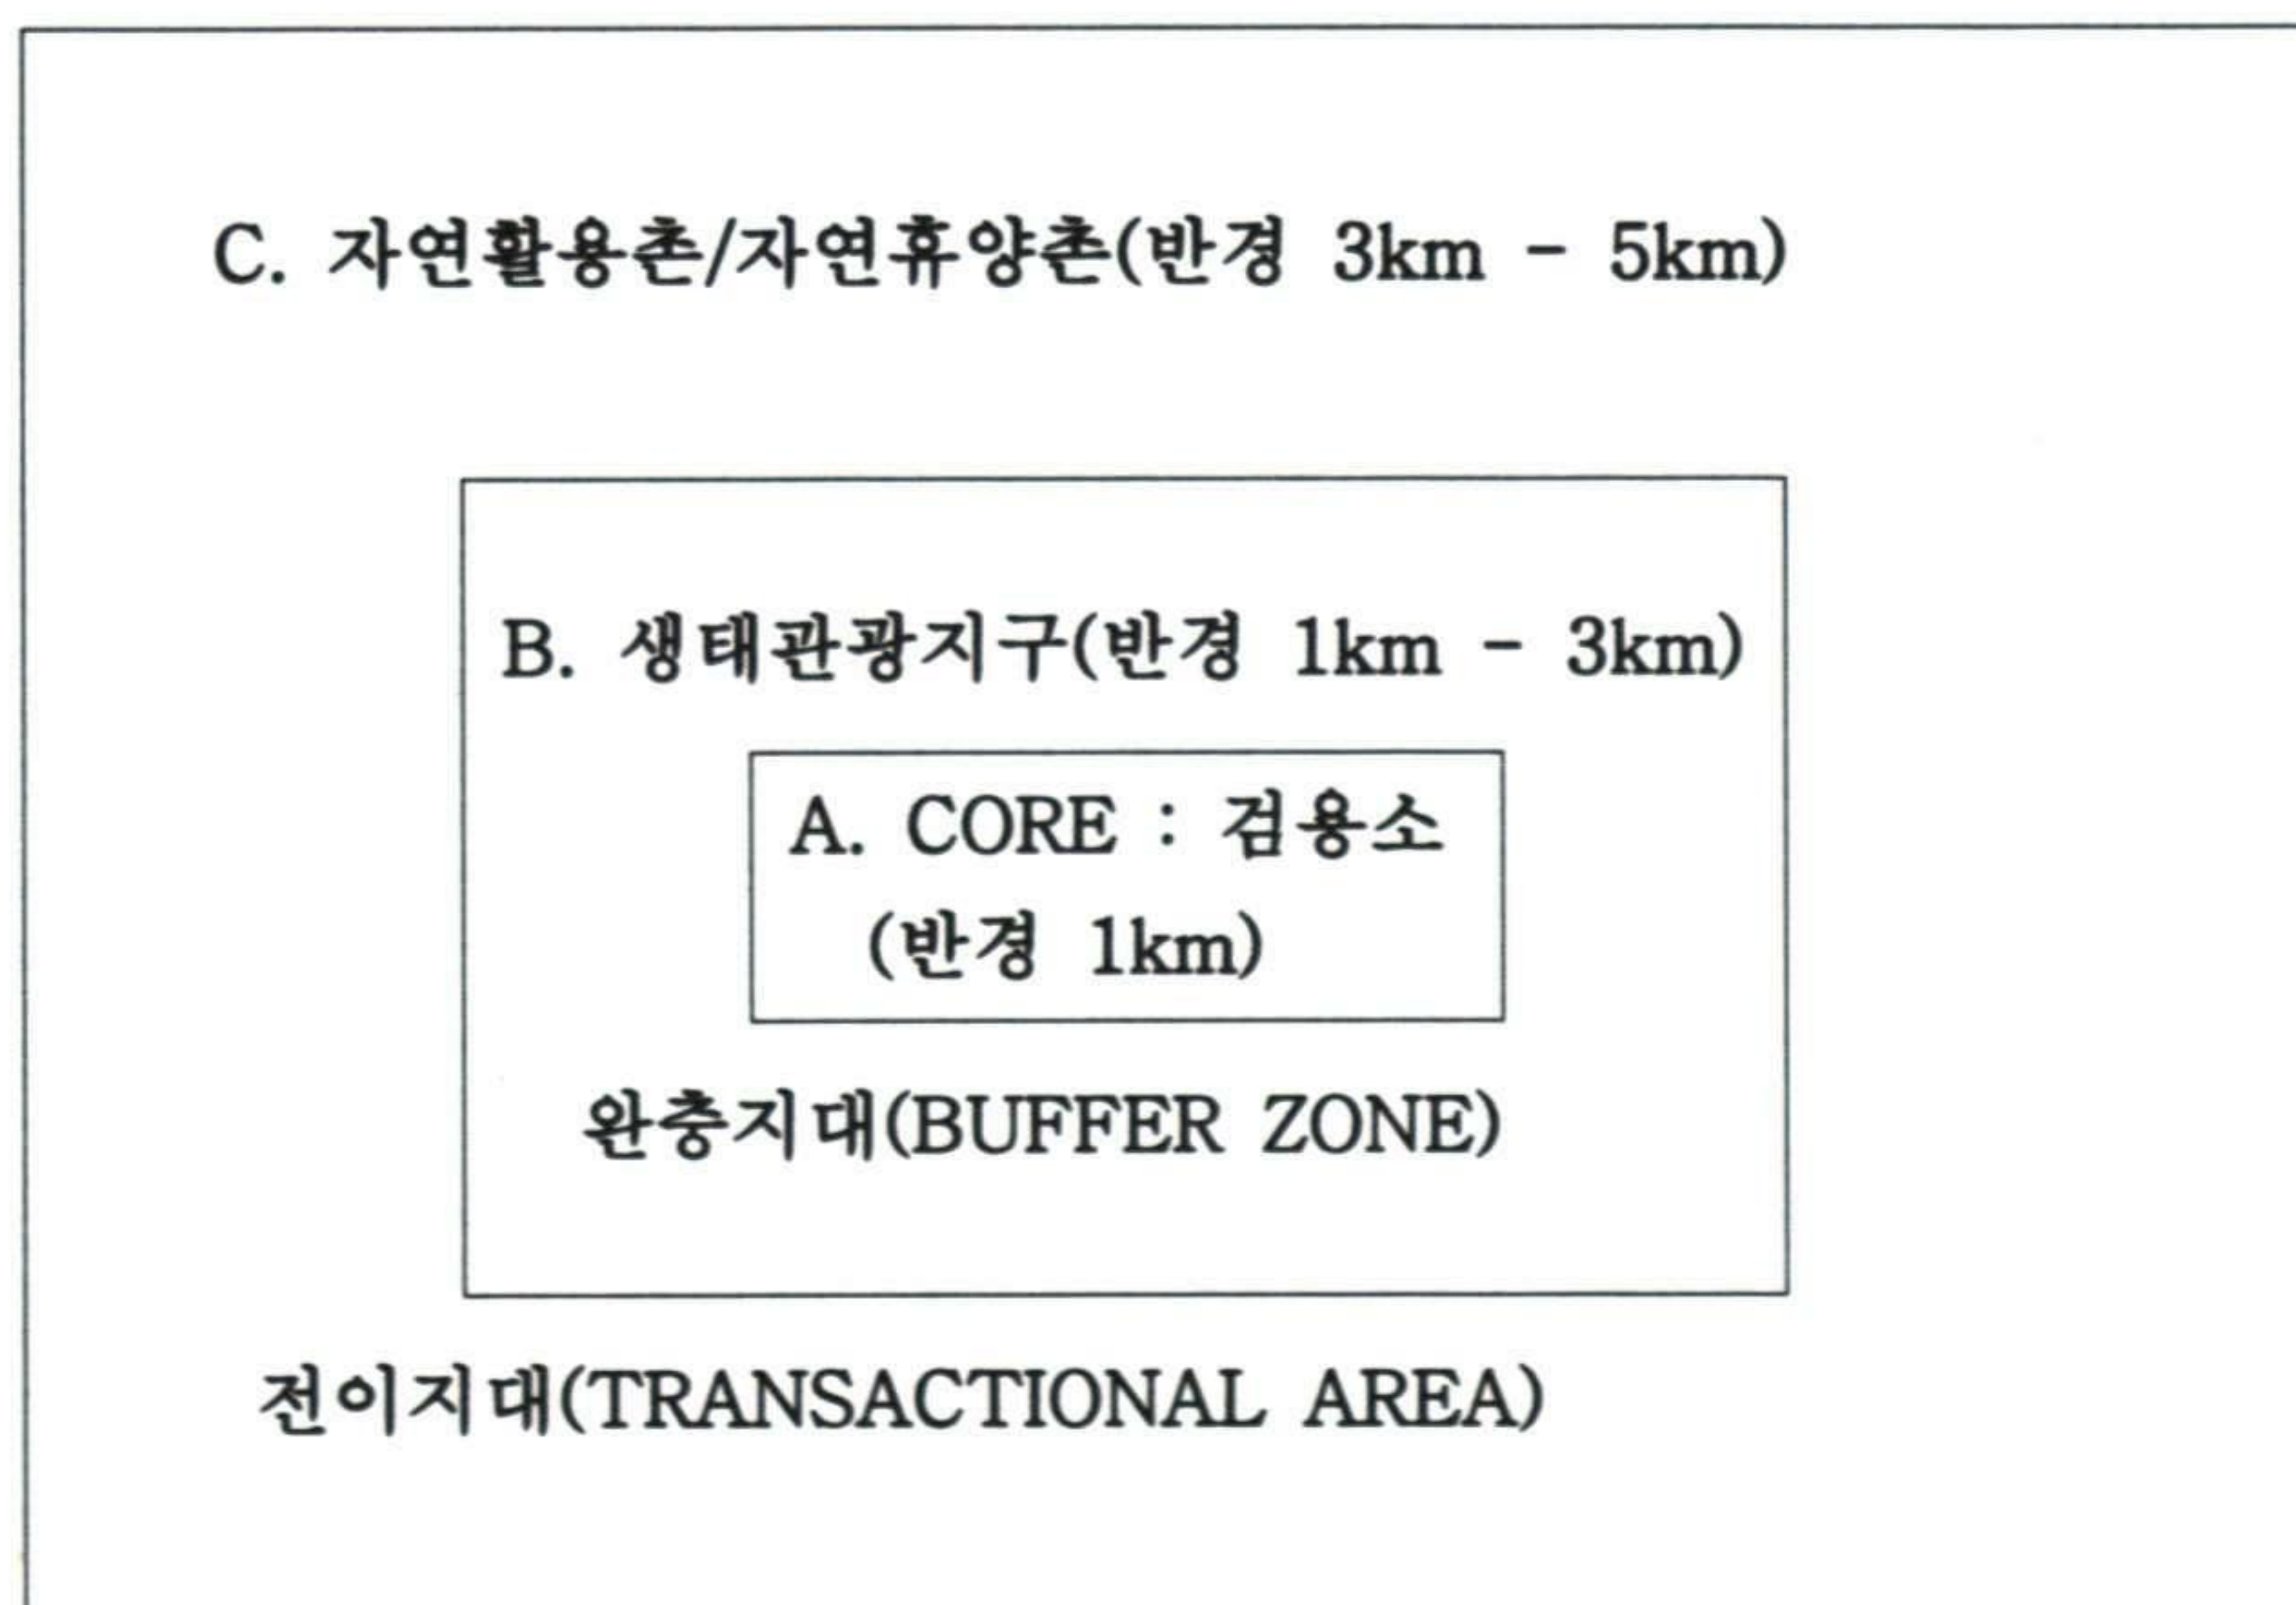 C. 자연활용촌/자연휴양촌(반경 3km - 5km)
B. 생태관광지구(반경 1km - 3km)
A. CORE : 검용소
(반경 1km)
완충지대(BUFFER ZONE)
전이지대(TRANSACTIONAL AREA)